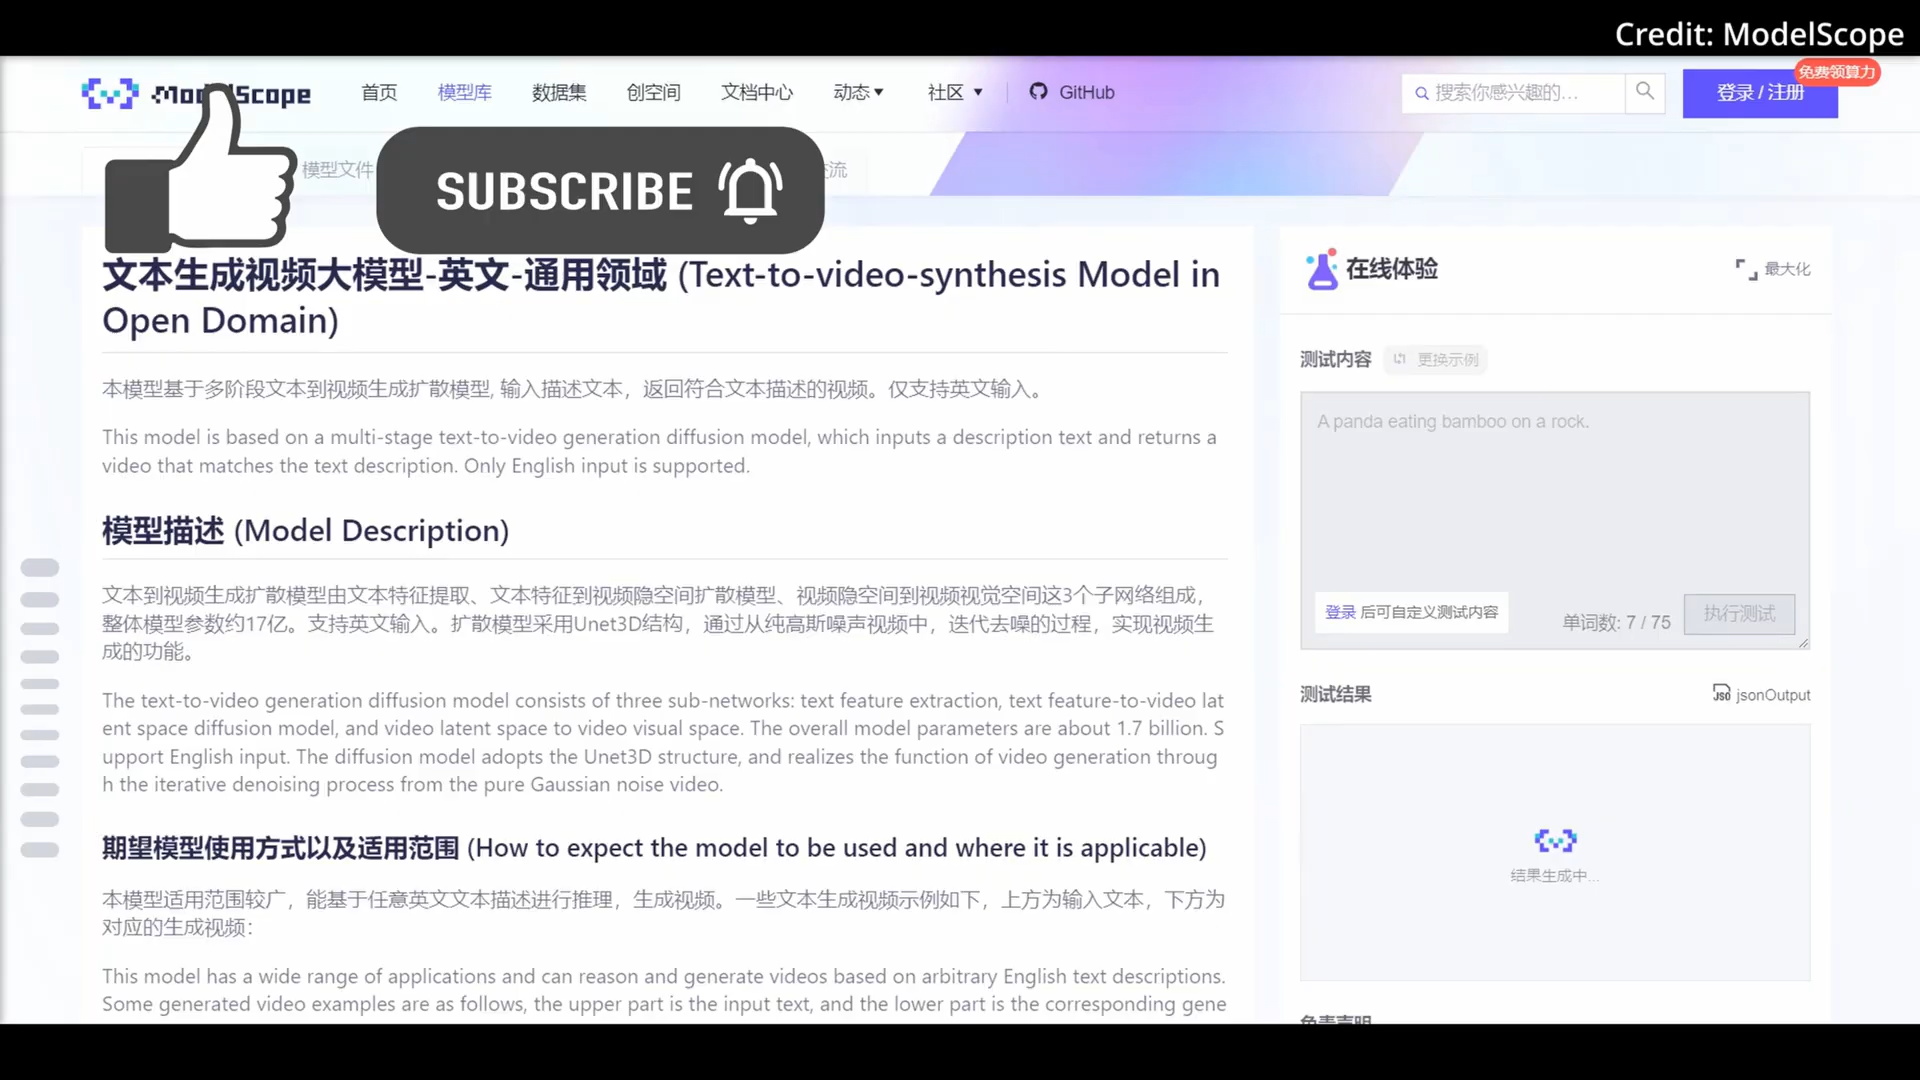 Credit: ModelScope
ModelScope
首页
模型库
数据集
创空间
文档中心
动态
社区
GitHub
搜索你感兴趣的...
登录 / 注册
免费领算力
模型文件
SUBSCRIBE
流
文本生成视频大模型-英文-通用领域 (Text-to-video-synthesis Model in
Open Domain)
本模型基于多阶段文本到视频生成扩散模型, 输入描述文本，返回符合文本描述的视频。仅支持英文输入。
This model is based on a multi-stage text-to-video generation diffusion model, which inputs a description text and returns a
video that matches the text description. Only English input is supported.
模型描述 (Model Description)
文本到视频生成扩散模型由文本特征提取、文本特征到视频隐空间扩散模型、视频隐空间到视频视觉空间这3个子网络组成，
整体模型参数约17亿。支持英文输入。扩散模型采用Unet3D结构，通过从纯高斯噪声视频中，迭代去噪的过程，实现视频生
成的功能。
The text-to-video generation diffusion model consists of three sub-networks: text feature extraction, text feature-to-video lat
ent space diffusion model, and video latent space to video visual space. The overall model parameters are about 1.7 billion. S
upport English input. The diffusion model adopts the Unet3D structure, and realizes the function of video generation throug
h the iterative denoising process from the pure Gaussian noise video.
期望模型使用方式以及适用范围 (How to expect the model to be used and where it is applicable)
本模型适用范围较广，能基于任意英文文本描述进行推理，生成视频。一些文本生成视频示例如下，上方为输入文本，下方为
对应的生成视频：
This model has a wide range of applications and can reason and generate videos based on arbitrary English text descriptions.
Some generated video examples are as follows, the upper part is the input text, and the lower part is the corresponding gene
在线体验
最大化
测试内容
更换示例
A panda eating bamboo on a rock.
登录 后可自定义测试内容
单词数: 7 / 75
执行测试
测试结果
jsonOutput
结果生成中...
免责声明